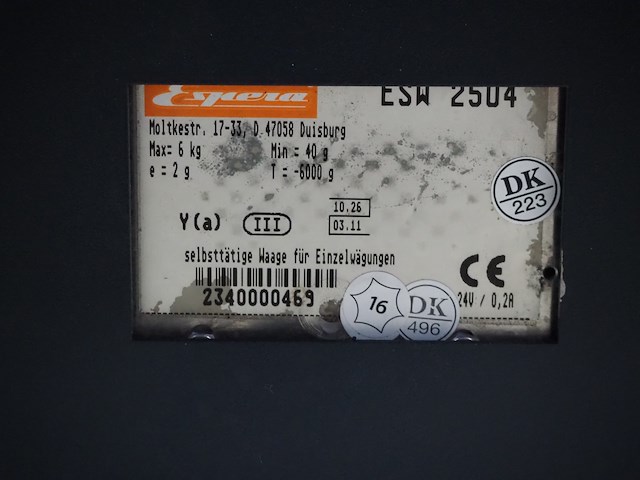 Espera ESW 2504
Moltkestr. 17-33, D 47058 Duisburg
Max= 6 kg Min = 40 g
e = 2 g T = -6000 g
Y(a) III 10.26
03.11
selbsttätige Waage für Einzelwägungen
2340000469
CE
24V / 0,2A
DK
223
16
DK
496